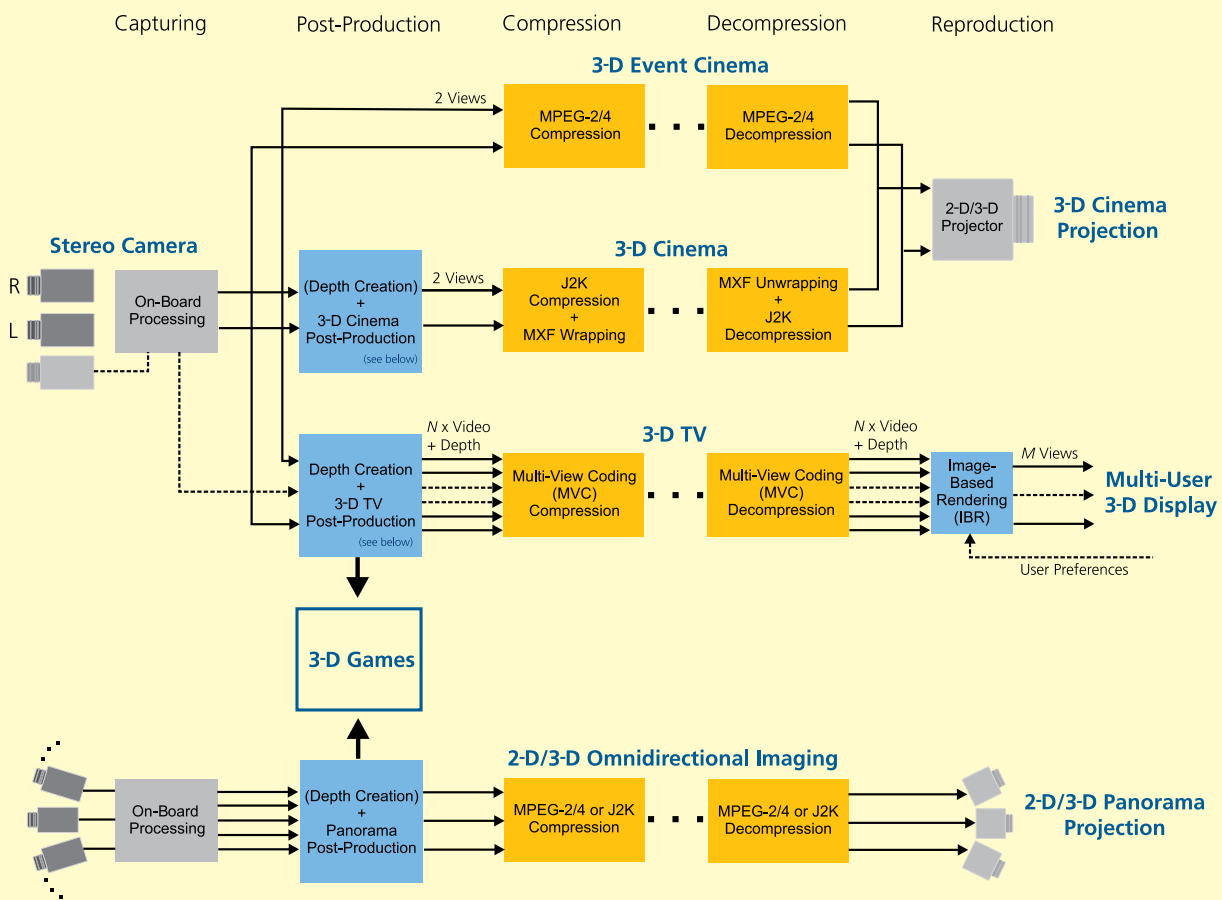 Capturing
Post-Production
Compression
Decompression
Reproduction
3-D Event Cinema
2 Views
MPEG-2/4
Compression
MPEG-2/4
Decompression
2-D/3-D
Projector
3-D Cinema
Projection
Stereo Camera
R
L
On-Board
Processing
(Depth Creation)
+
3-D Cinema
Post-Production
(see below)
2 Views
3-D Cinema
J2K
Compression
+
MXF Wrapping
MXF Unwrapping
+
J2K
Decompression
Depth Creation
+
3-D TV
Post-Production
(see below)
N x Video
+ Depth
3-D TV
Multi-View Coding
(MVC)
Compression
Multi-View Coding
(MVC)
Decompression
N x Video
+ Depth
Image-
Based
Rendering
(IBR)
M Views
Multi-User
3-D Display
User Preferences
3-D Games
2-D/3-D Omnidirectional Imaging
On-Board
Processing
(Depth Creation)
+
Panorama
Post-Production
MPEG-2/4 or J2K
Compression
MPEG-2/4 or J2K
Decompression
2-D/3-D Panorama
Projection